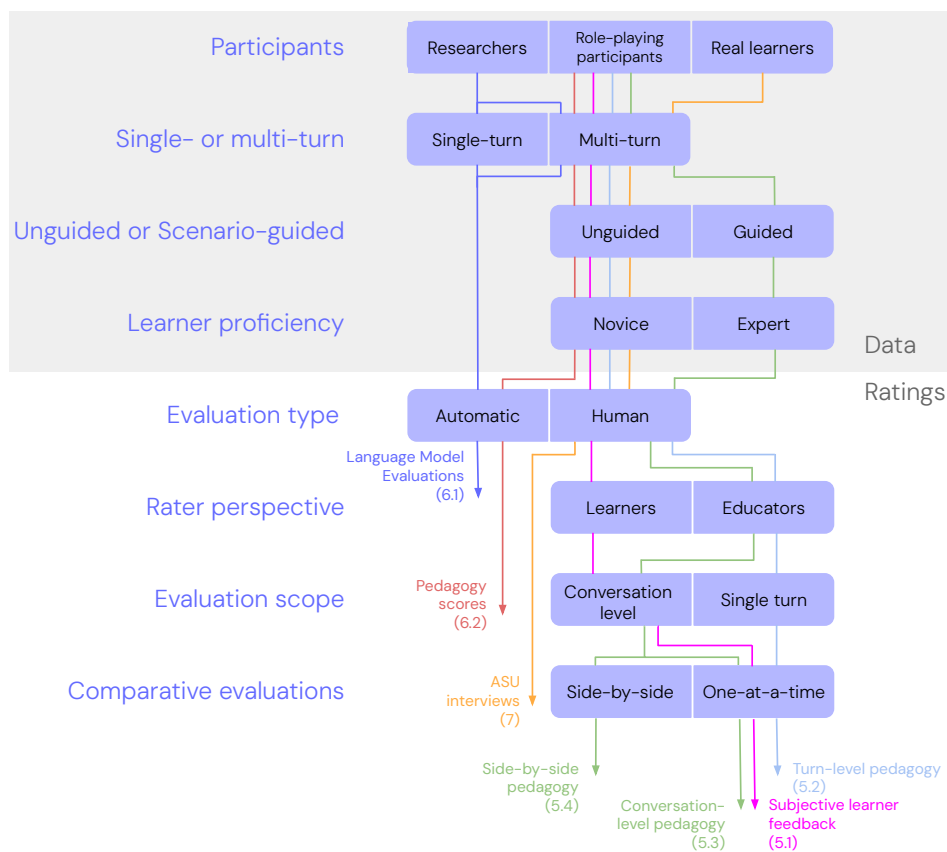 Participants
Researchers
Role-playing
participants
Real learners
Single- or multi-turn
Single-turn
Multi-turn
Unguided or Scenario-guided
Unguided
Guided
Learner proficiency
Novice
Expert
Data
Ratings
Evaluation type
Automatic
Human
Language Model
Evaluations
(6.1)
Rater perspective
Learners
Educators
Evaluation scope
Conversation
level
Single turn
Pedagogy
scores
(6.2)
Comparative evaluations
Side-by-side
One-at-a-time
ASU
interviews
(7)
Side-by-side
pedagogy
(5.4)
Conversation-
level pedagogy
(5.3)
Turn-level pedagogy
(5.2)
Subjective learner
feedback
(5.1)